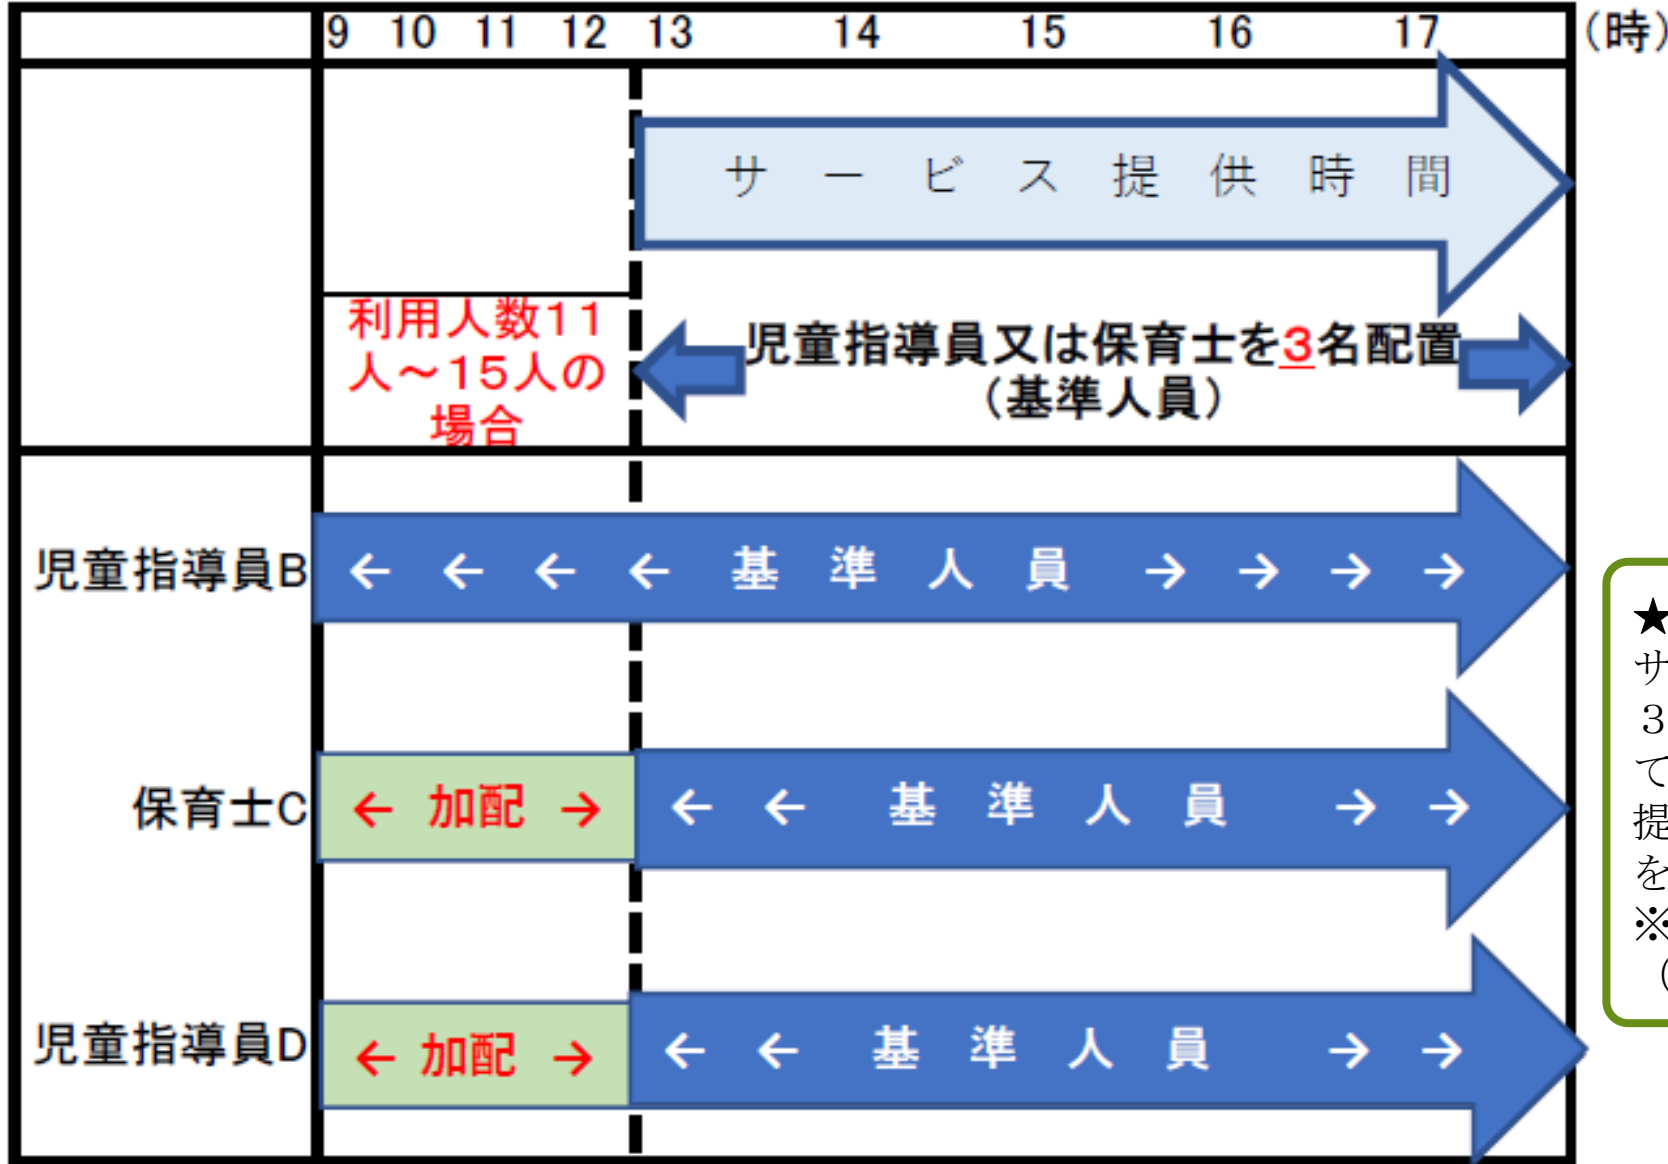 9 10 11 12 13 14 15 16 17 (時)
サービス提供時間
利用人数11
人～15人の
場合
児童指導員又は保育士を3名配置
(基準人員)
児童指導員B
← ← ← ← 基準人員 → → → →
保育士C
← 加配 →
← ← 基準人員 → →
児童指導員D
← 加配 →
← ← 基準人員 → →
★
サ
3
て
提
を
※
(